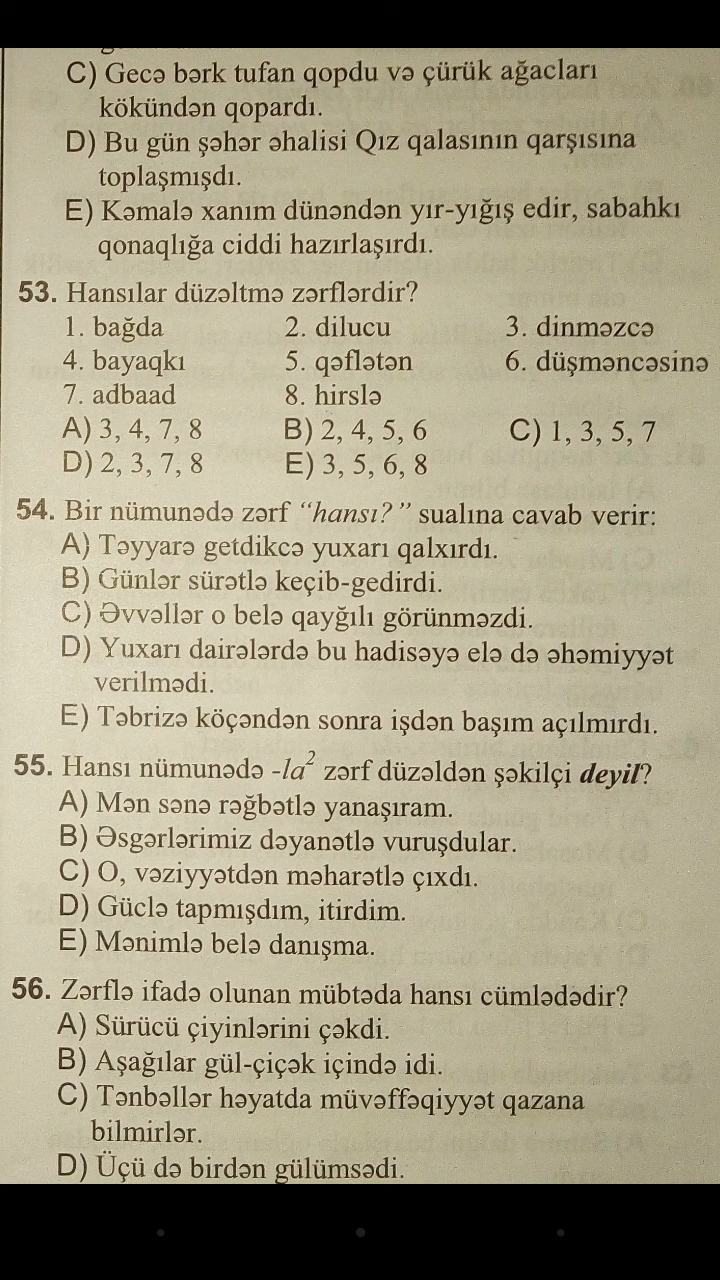 C) Gecə bərk tufan qopdu və çürük ağacları
kökündən qopardı.
D) Bu gün şəhər əhalisi Qız qalasının qarşısına
toplaşmışdı.
E) Kəmalə xanım dünəndən yır-yığış edir, sabahkı
qonaqlığa ciddi hazırlaşırdı.
53. Hansılar düzəltmə zərflərdir?
1. bağda 2. dilucu 3. dinməzcə
4. bayaqkı 5. qəflətən 6. düşməncəsinə
7. adbaad 8. hirslə
A) 3, 4, 7, 8 B) 2, 4, 5, 6 C) 1, 3, 5, 7
D) 2, 3, 7, 8 E) 3, 5, 6, 8
54. Bir nümunədə zərf “hansı?” sualına cavab verir:
A) Təyyarə getdikcə yuxarı qalxırdı.
B) Günlər sürətlə keçib-gedirdi.
C) Əvvəllər o belə qayğılı görünməzdi.
D) Yuxarı dairələrdə bu hadisəyə elə də əhəmiyyət
verilmədi.
E) Təbrizə köçəndən sonra işdən başım açılmırdı.
55. Hansı nümunədə -la² zərf düzəldən şəkilçi deyil?
A) Mən sənə rəğbətlə yanaşıram.
B) Əsgərlərimiz dəyanətlə vuruşdular.
C) O, vəziyyətdən məharətlə çıxdı.
D) Güclə tapmışdım, itirdim.
E) Mənimlə belə danışma.
56. Zərflə ifadə olunan mübtəda hansı cümlədədir?
A) Sürücü çiyinlərini çəkdi.
B) Aşağılar gül-çiçək içində idi.
C) Tənbəllər həyatda müvəffəqiyyət qazana
bilmirlər.
D) Üçü də birdən gülümsədi.